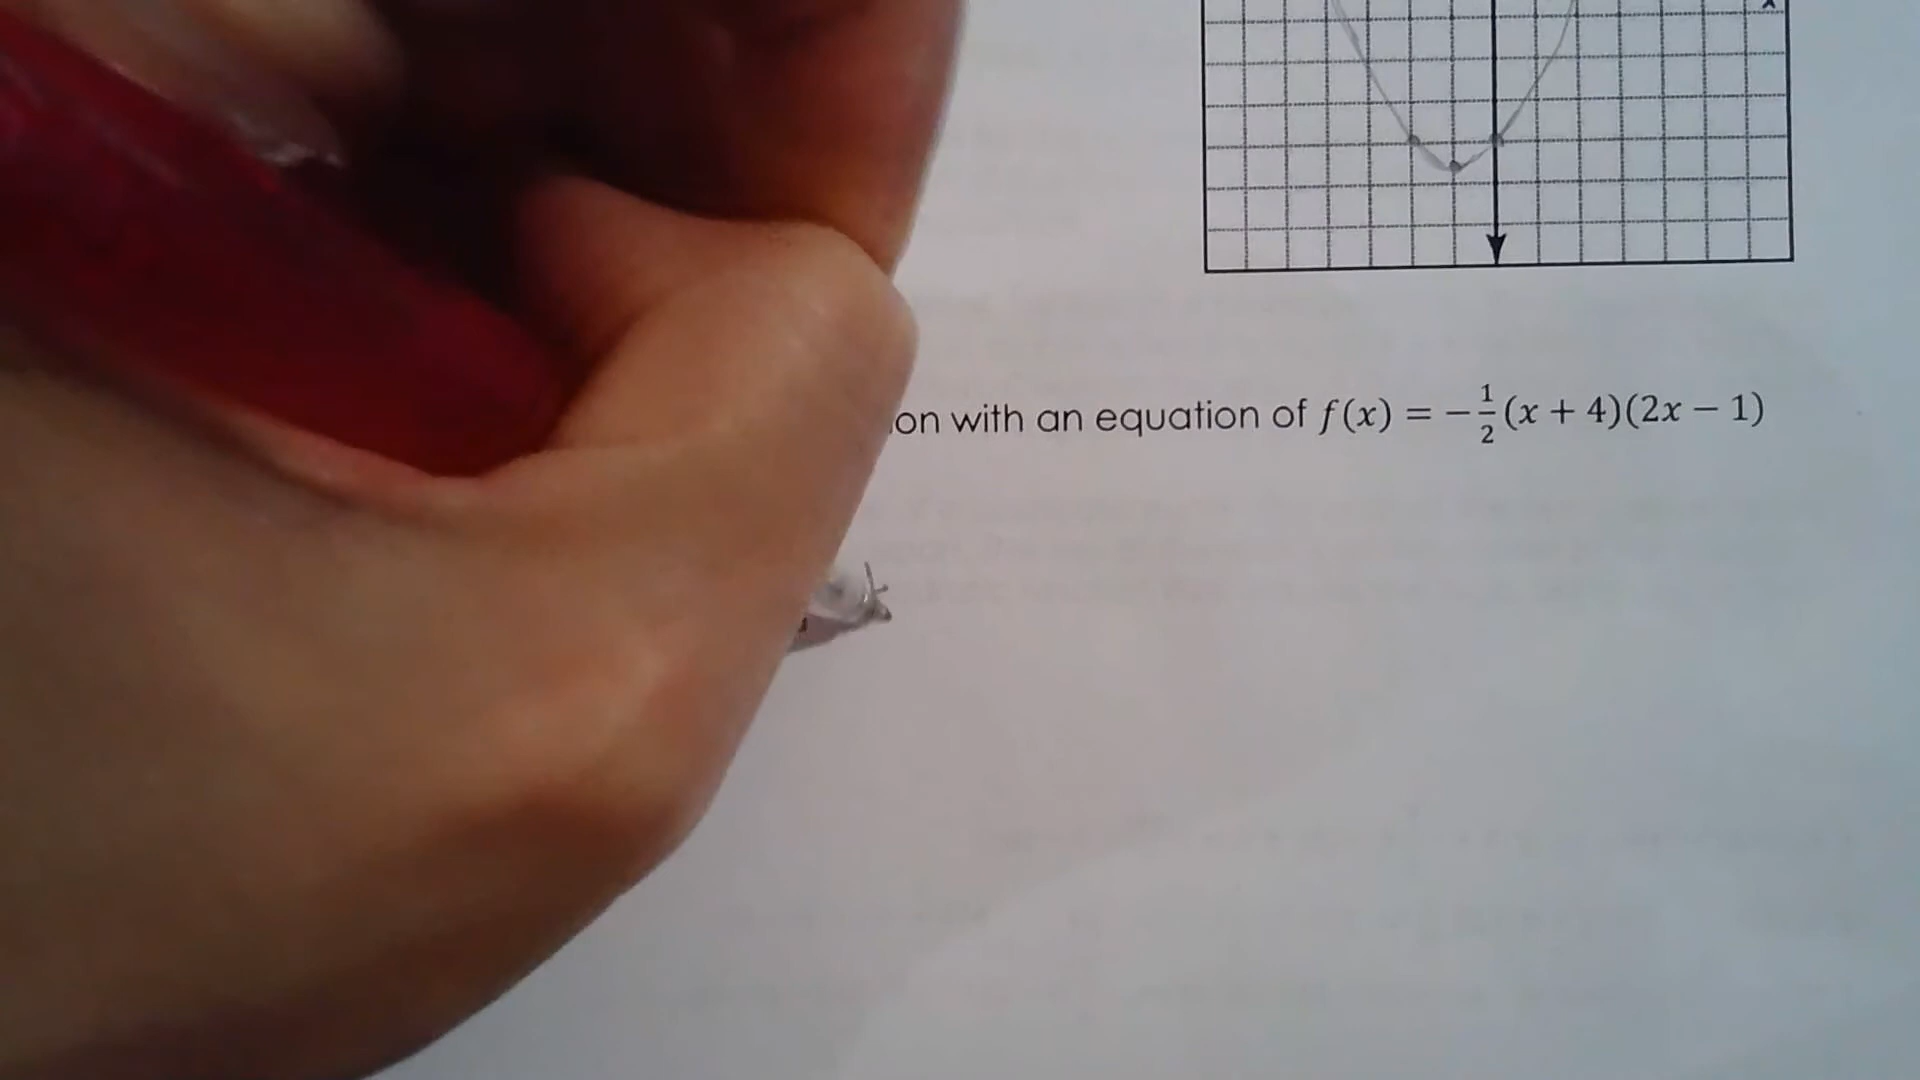 x
on with an equation of f(x) = −½(x + 4)(2x − 1)